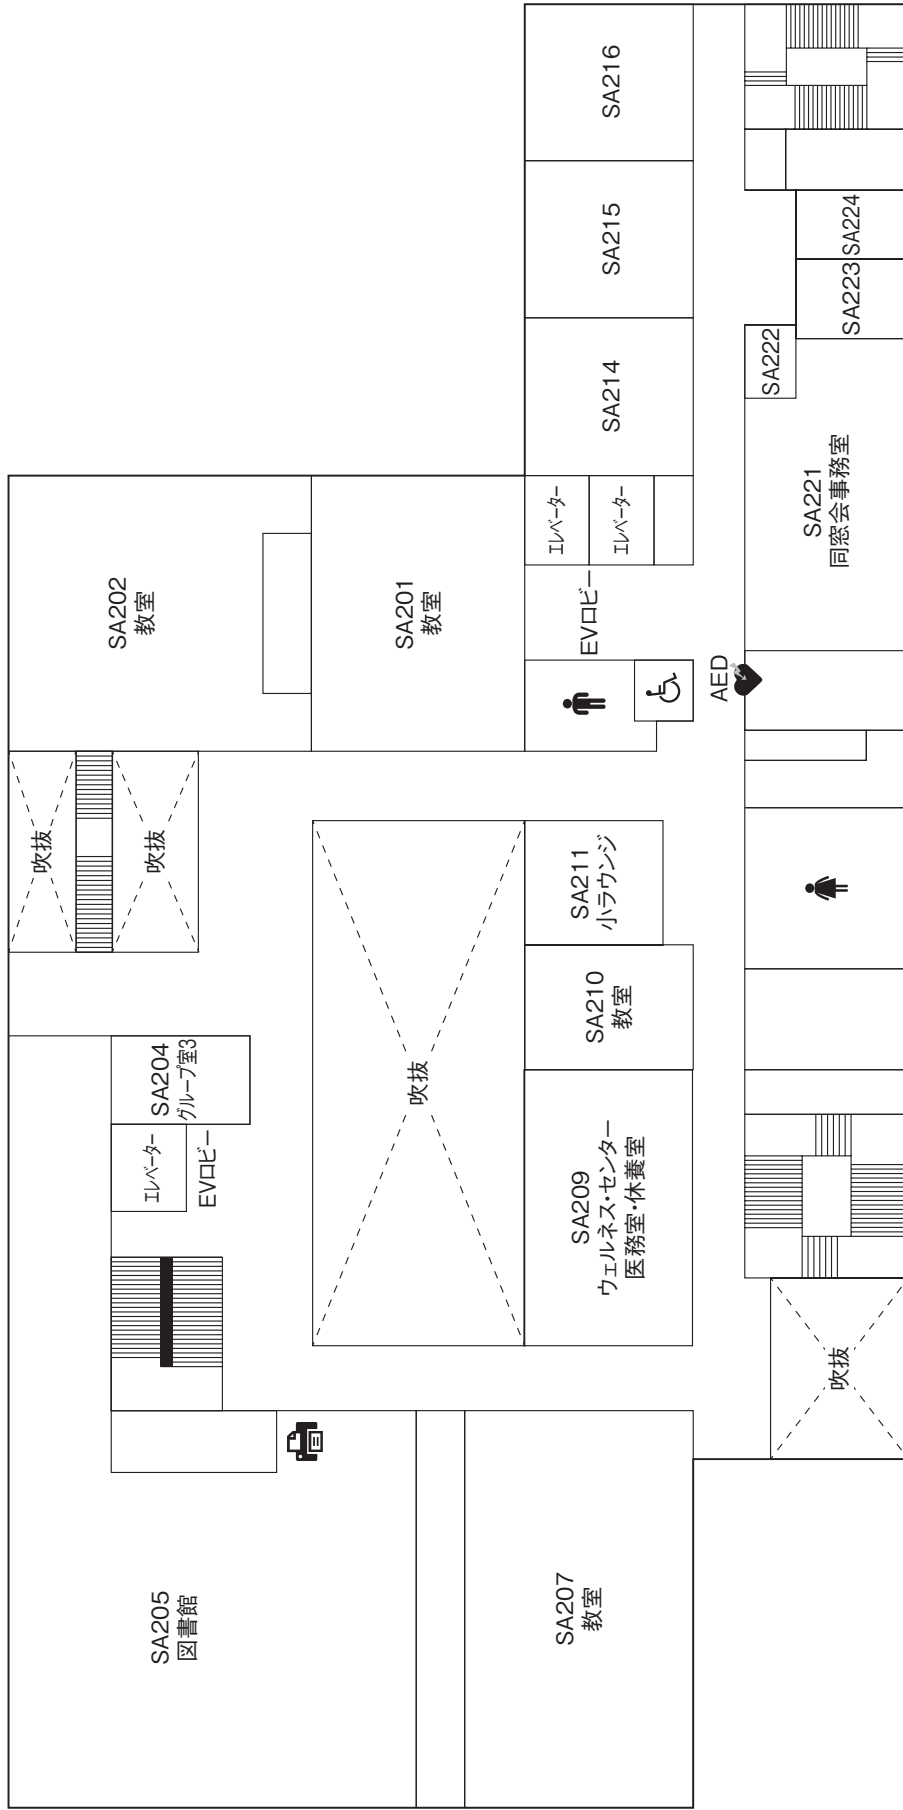 SA205
図書館
エレベーター
EVロビー
SA204
グループ室3
吹抜
吹抜
SA202
教室
SA207
教室
吹抜
SA201
教室
SA209
ウェルネス・センター
医務室・休養室
SA210
教室
SA211
小ラウンジ
EVロビー
エレベーター
エレベーター
SA214
SA215
SA216
AED
吹抜
SA221
同窓会事務室
SA222
SA223
SA224